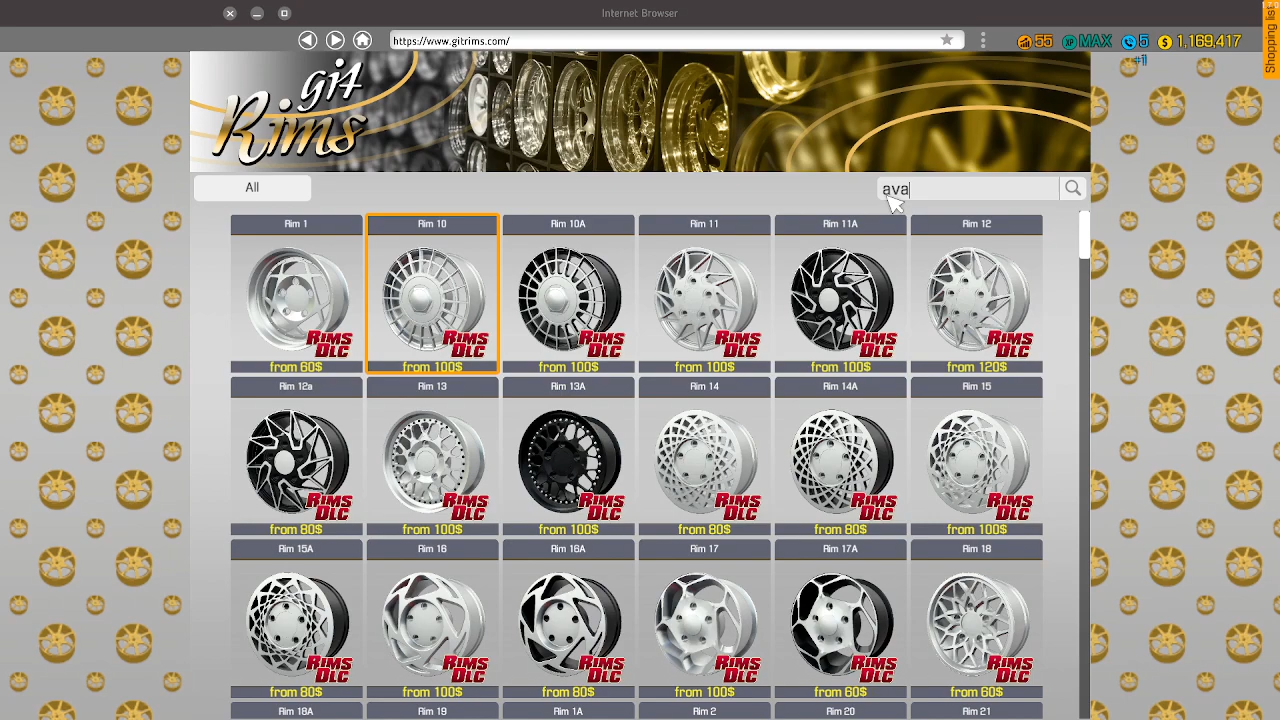 Internet Browser
https://www.gitrims.com/
55 XP MAX 5 $ 1,169,417
+1
Shopping list
git
Rims
All
ava
Rim 1 Rim 10 Rim 10A Rim 11 Rim 11A Rim 12
RIMS DLC RIMS DLC RIMS DLC RIMS DLC RIMS DLC RIMS DLC
from 60$ from 100$ from 100$ from 100$ from 100$ from 120$
Rim 12a Rim 13 Rim 13A Rim 14 Rim 14A Rim 15
RIMS DLC RIMS DLC RIMS DLC RIMS DLC RIMS DLC RIMS DLC
from 80$ from 100$ from 100$ from 80$ from 80$ from 100$
Rim 15A Rim 16 Rim 16A Rim 17 Rim 17A Rim 18
RIMS DLC RIMS DLC RIMS DLC RIMS DLC RIMS DLC RIMS DLC
from 80$ from 100$ from 80$ from 100$ from 60$ from 60$
Rim 18A Rim 19 Rim 1A Rim 2 Rim 20 Rim 21